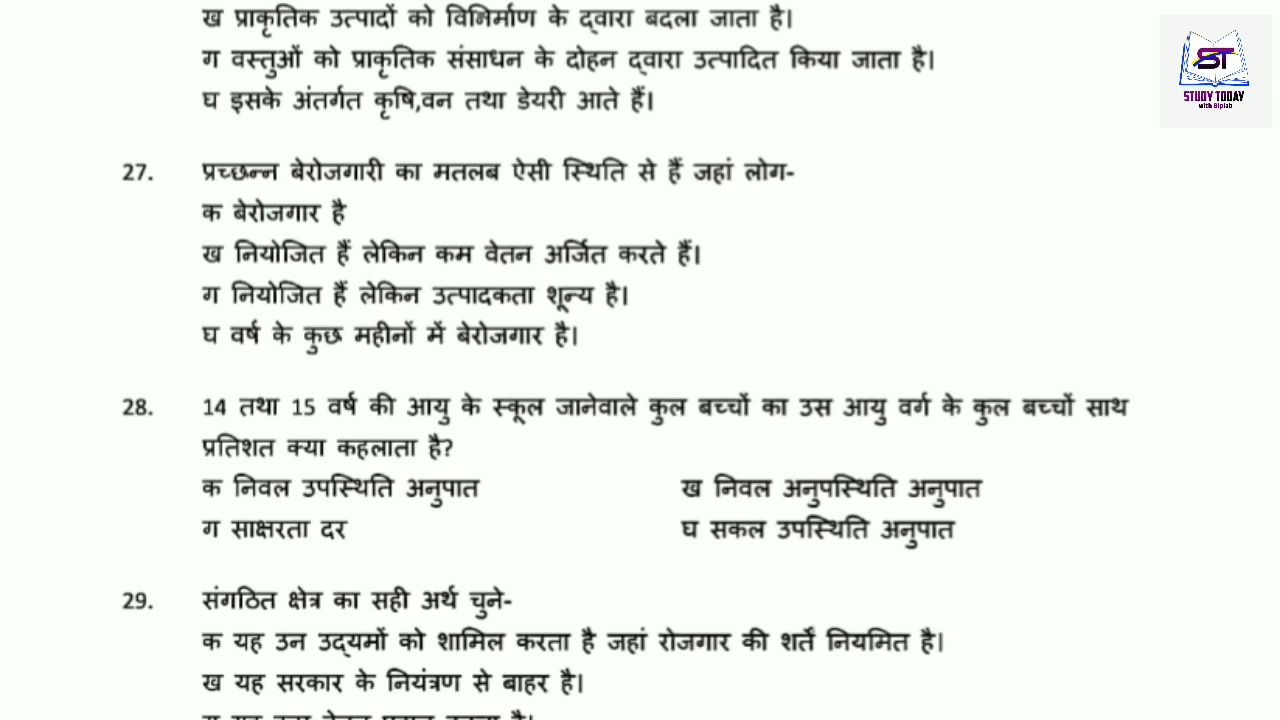 ख प्राकृतिक उत्पादों को विनिर्माण के द्वारा बदला जाता है।
ग वस्तुओं को प्राकृतिक संसाधन के दोहन द्वारा उत्पादित किया जाता है।
घ इसके अंतर्गत कृषि,वन तथा डेयरी आते हैं।
ST
STUDY TODAY
with Biplab
27. प्रच्छन्न बेरोजगारी का मतलब ऐसी स्थिति से हैं जहां लोग-
क बेरोजगार है
ख नियोजित हैं लेकिन कम वेतन अर्जित करते हैं।
ग नियोजित हैं लेकिन उत्पादकता शून्य है।
घ वर्ष के कुछ महीनों में बेरोजगार है।
28. 14 तथा 15 वर्ष की आयु के स्कूल जानेवाले कुल बच्चों का उस आयु वर्ग के कुल बच्चों साथ
प्रतिशत क्या कहलाता है?
क निवल उपस्थिति अनुपात ख निवल अनुपस्थिति अनुपात
ग साक्षरता दर घ सकल उपस्थिति अनुपात
29. संगठित क्षेत्र का सही अर्थ चुने-
क यह उन उद्यमों को शामिल करता है जहां रोजगार की शर्तें नियमित है।
ख यह सरकार के नियंत्रण से बाहर है।